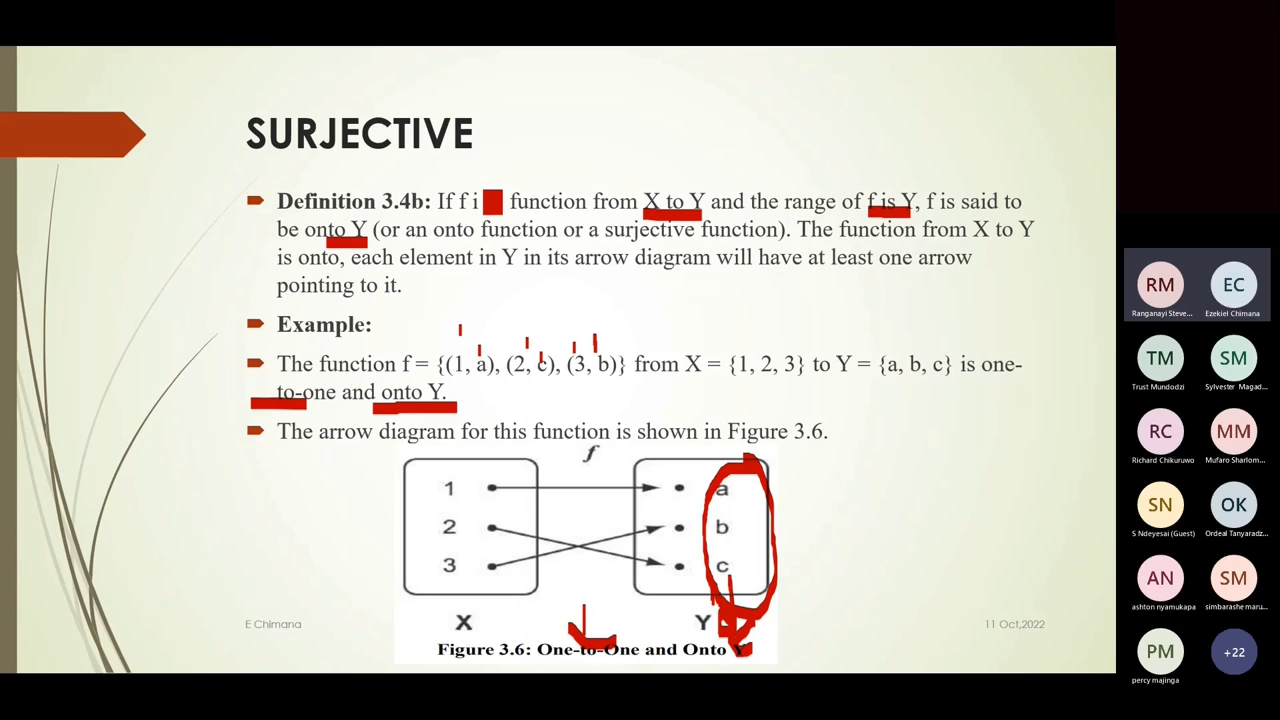 SURJECTIVE
Definition 3.4b: If f i function from X to Y and the range of f is Y, f is said to
be onto Y (or an onto function or a surjective function). The function from X to Y
is onto, each element in Y in its arrow diagram will have at least one arrow
pointing to it.
Example:
The function f = {(1, a), (2, c), (3, b)} from X = {1, 2, 3} to Y = {a, b, c} is one-
to-one and onto Y.
The arrow diagram for this function is shown in Figure 3.6.
f
1 a
2 b
3 c
X Y
Figure 3.6: One-to-One and Onto Y
E Chimana
11 Oct,2022
RM EC
Ranganayi Steve... Ezekiel Chimana
TM SM
Trust Mundodzi Sylvester Magad...
RC MM
Richard Chikuruwo Mufaro Sharlom...
SN OK
S Ndeyesai (Guest) Ordeal Tanyaradz...
AN SM
ashton nyamukapa simbarashe maru...
PM +22
percy majinga